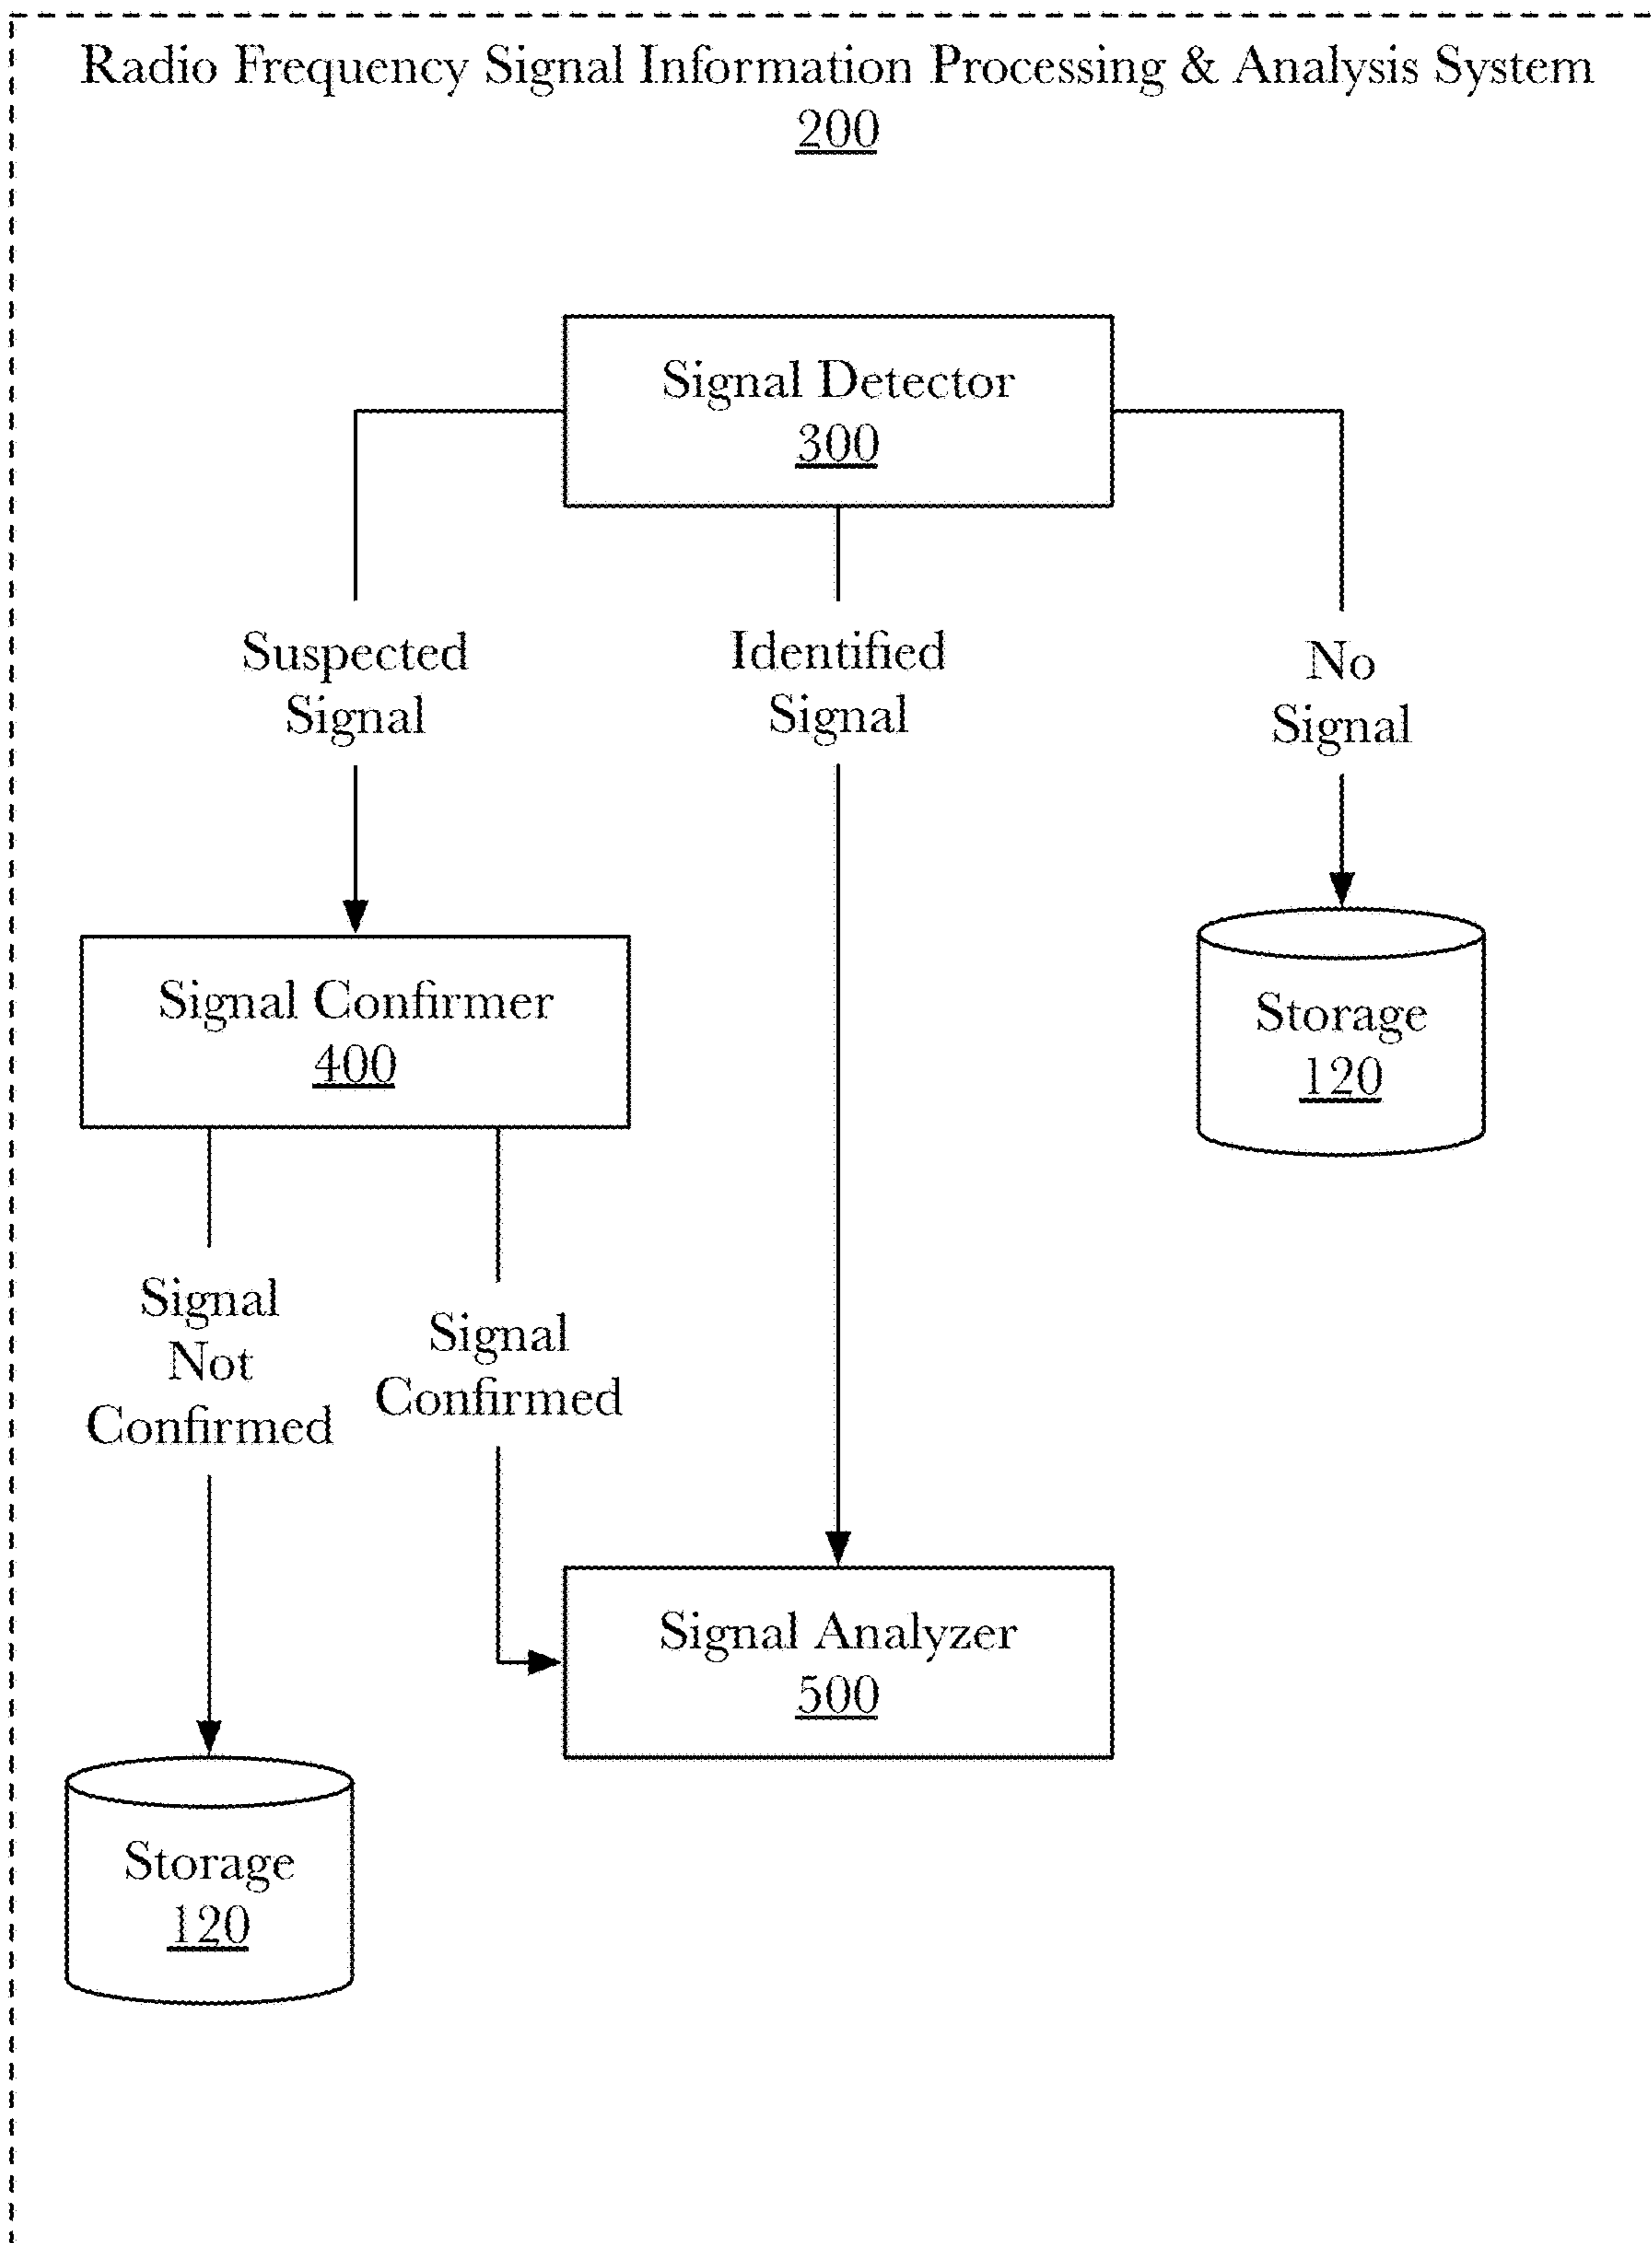 Radio Frequency Signal Information Processing & Analysis System
200
Signal Detector
300
Suspected
Signal
Identified
Signal
No
Signal
Signal Confirmer
400
Storage
120
Signal
Not
Confirmed
Signal
Confirmed
Signal Analyzer
500
Storage
120